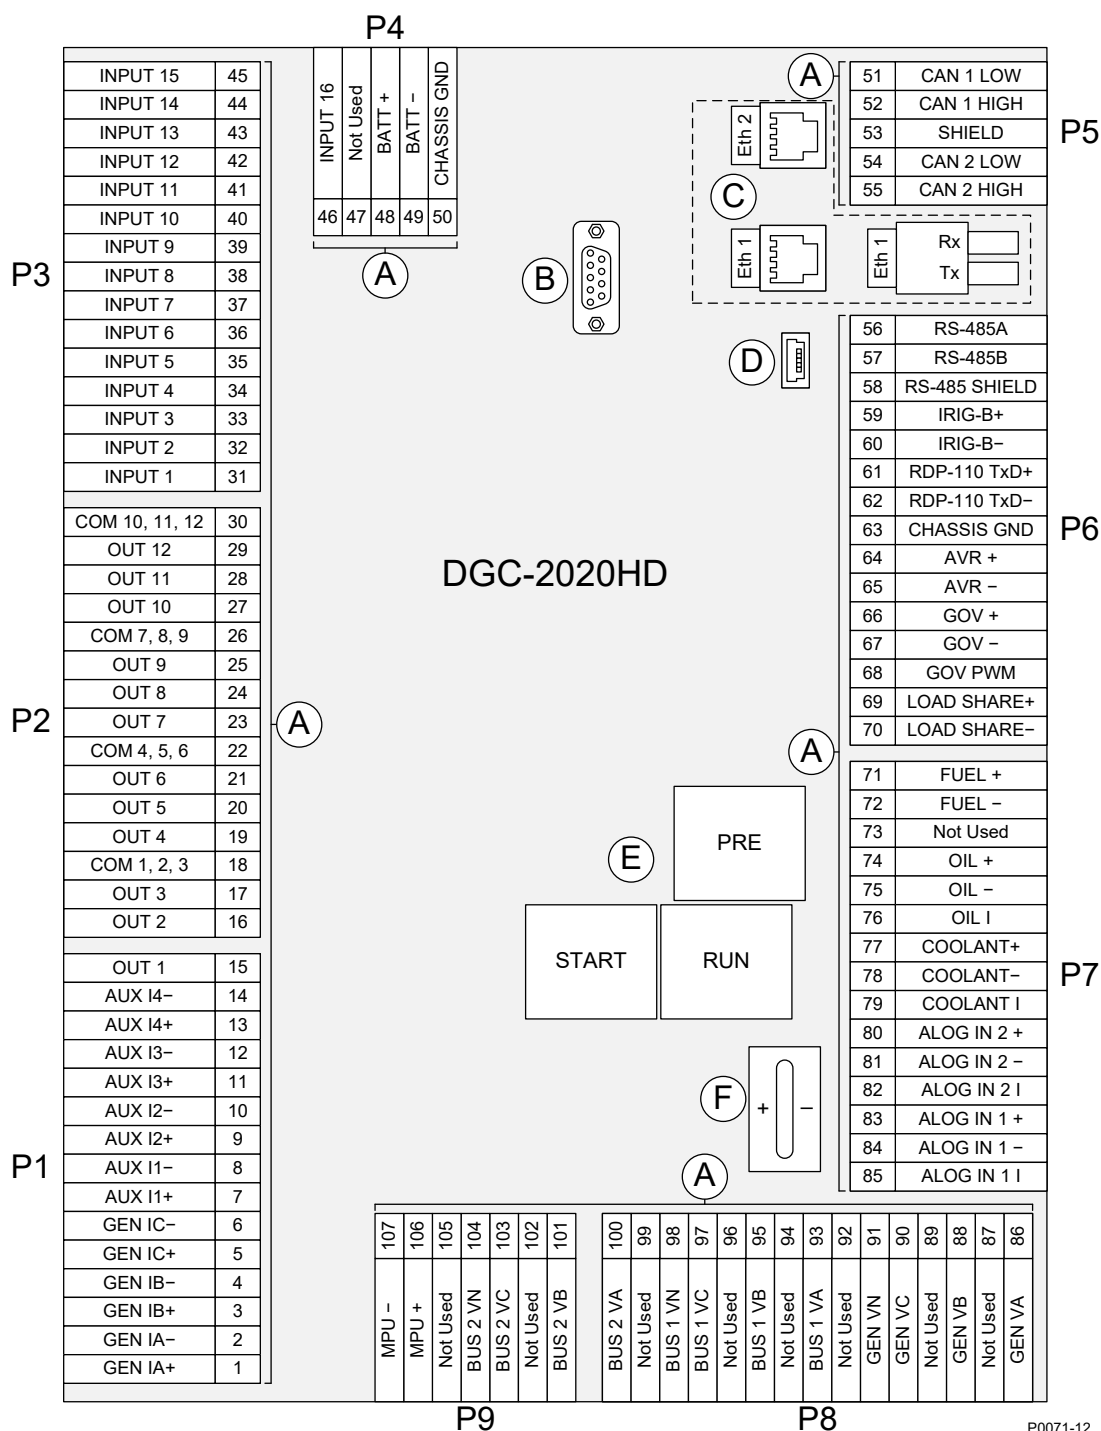 P4
INPUT 15 45
INPUT 14 44
INPUT 13 43
INPUT 12 42
INPUT 11 41
INPUT 10 40
INPUT 9 39
INPUT 8 38
INPUT 7 37
INPUT 6 36
INPUT 5 35
INPUT 4 34
INPUT 3 33
INPUT 2 32
INPUT 1 31
P3
COM 10, 11, 12 30
OUT 12 29
OUT 11 28
OUT 10 27
COM 7, 8, 9 26
OUT 9 25
OUT 8 24
OUT 7 23
COM 4, 5, 6 22
OUT 6 21
OUT 5 20
OUT 4 19
COM 1, 2, 3 18
OUT 3 17
OUT 2 16
P2
OUT 1 15
AUX I4− 14
AUX I4+ 13
AUX I3− 12
AUX I3+ 11
AUX I2− 10
AUX I2+ 9
AUX I1− 8
AUX I1+ 7
GEN IC− 6
GEN IC+ 5
GEN IB− 4
GEN IB+ 3
GEN IA− 2
GEN IA+ 1
P1
A
INPUT 16 46
Not Used 47
BATT + 48
BATT − 49
CHASSIS GND 50
A
B
C
Eth 2
Eth 1
Eth 1
Rx
Tx
D
DGC-2020HD
E
PRE
START
RUN
F
+ −
A
51 CAN 1 LOW
52 CAN 1 HIGH
53 SHIELD
54 CAN 2 LOW
55 CAN 2 HIGH
P5
56 RS-485A
57 RS-485B
58 RS-485 SHIELD
59 IRIG-B+
60 IRIG-B−
61 RDP-110 TxD+
62 RDP-110 TxD−
63 CHASSIS GND
64 AVR +
65 AVR −
66 GOV +
67 GOV −
68 GOV PWM
69 LOAD SHARE+
70 LOAD SHARE−
P6
A
71 FUEL +
72 FUEL −
73 Not Used
74 OIL +
75 OIL −
76 OIL I
77 COOLANT+
78 COOLANT−
79 COOLANT I
80 ALOG IN 2 +
81 ALOG IN 2 −
82 ALOG IN 2 I
83 ALOG IN 1 +
84 ALOG IN 1 −
85 ALOG IN 1 I
P7
A
MPU − 107
MPU + 106
Not Used 105
BUS 2 VN 104
BUS 2 VC 103
Not Used 102
BUS 2 VB 101
P9
BUS 2 VA 100
Not Used 99
BUS 1 VN 98
BUS 1 VC 97
Not Used 96
BUS 1 VB 95
Not Used 94
BUS 1 VA 93
Not Used 92
GEN VN 91
GEN VC 90
Not Used 89
GEN VB 88
Not Used 87
GEN VA 86
P8
P0071-12